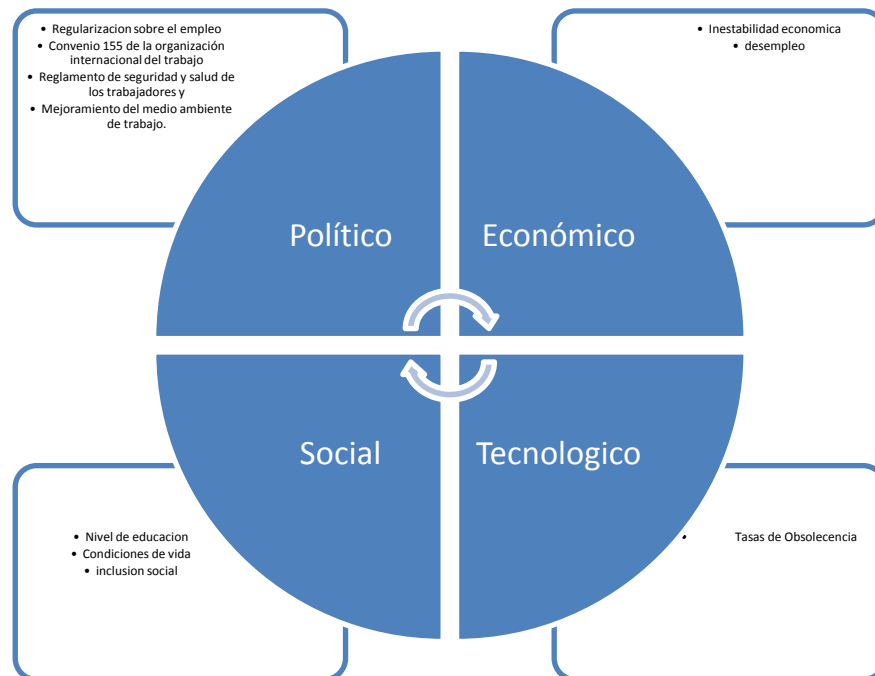 • Regularizacion sobre el empleo
• Convenio 155 de la organización
internacional del trabajo
• Reglamento de seguridad y salud de
los trabajadores y
• Mejoramiento del medio ambiente
de trabajo.
• Inestabilidad economica
• desempleo
Político
Económico
Social
Tecnologico
• Nivel de educacion
• Condiciones de vida
• inclusion social
• Tasas de Obsolecencia